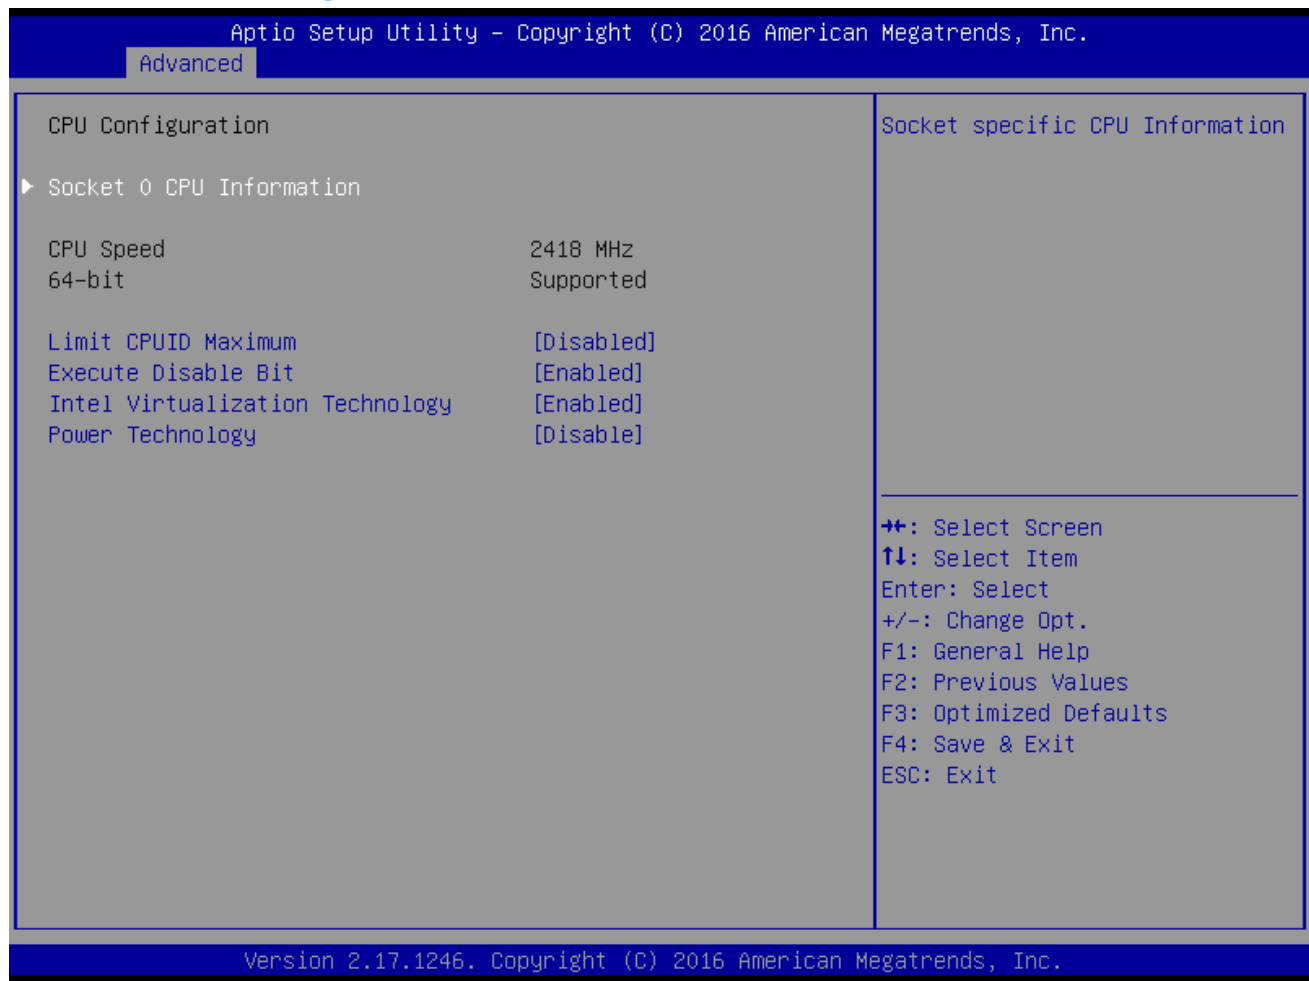 Aptio Setup Utility – Copyright (C) 2016 American Megatrends, Inc.
Advanced
CPU Configuration
Socket 0 CPU Information
CPU Speed 2418 MHz
64-bit Supported
Limit CPUID Maximum [Disabled]
Execute Disable Bit [Enabled]
Intel Virtualization Technology [Enabled]
Power Technology [Disable]
Socket specific CPU Information
→←: Select Screen
↑↓: Select Item
Enter: Select
+/-: Change Opt.
F1: General Help
F2: Previous Values
F3: Optimized Defaults
F4: Save & Exit
ESC: Exit
Version 2.17.1246. Copyright (C) 2016 American Megatrends, Inc.